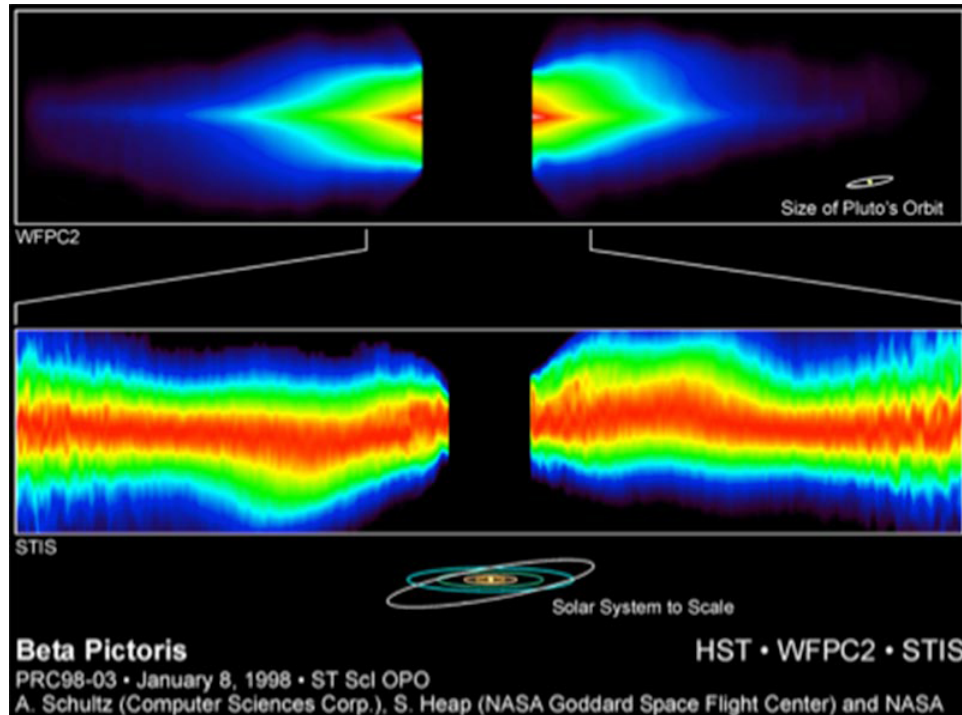 Size of Pluto's Orbit
WFPC2
STIS
Solar System to Scale
Beta Pictoris
HST • WFPC2 • STIS
PRC98-03 • January 8, 1998 • ST ScI OPO
A. Schultz (Computer Sciences Corp.), S. Heap (NASA Goddard Space Flight Center) and NASA